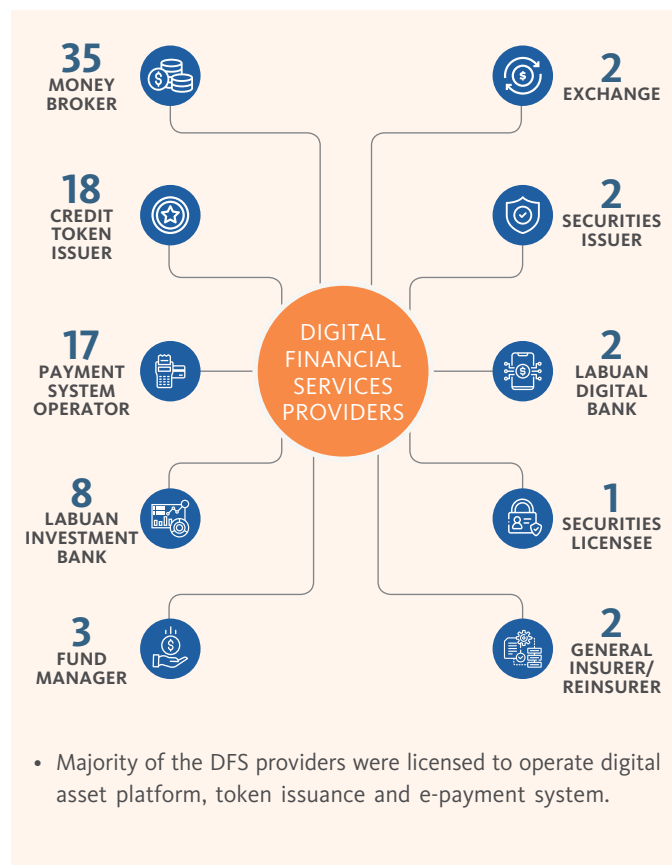 35
MONEY
BROKER
18
CREDIT
TOKEN
ISSUER
17
PAYMENT
SYSTEM
OPERATOR
8
LABUAN
INVESTMENT
BANK
3
FUND
MANAGER
DIGITAL
FINANCIAL
SERVICES
PROVIDERS
2
EXCHANGE
2
SECURITIES
ISSUER
2
LABUAN
DIGITAL
BANK
1
SECURITIES
LICENSEE
2
GENERAL
INSURER/
REINSURER
• Majority of the DFS providers were licensed to operate digital
asset platform, token issuance and e-payment system.